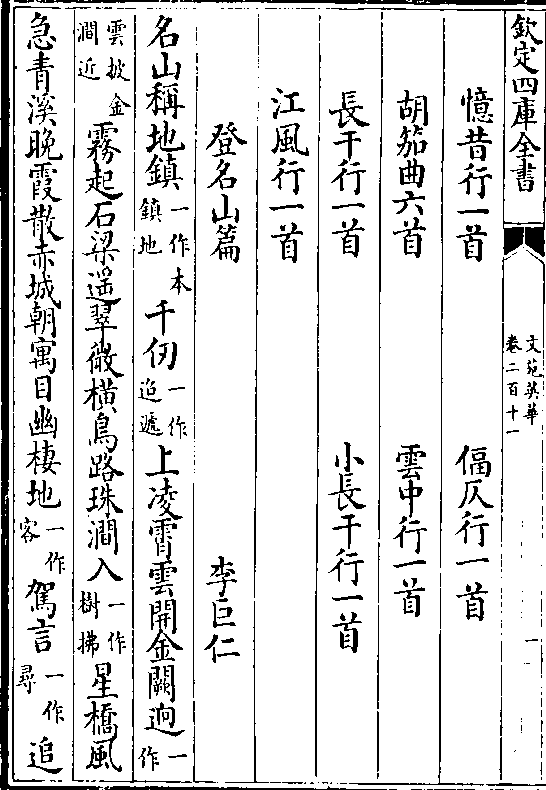 欽定四庫全書
文苑英華
卷二百十一
一
憶昔行一首 偪仄行一首
胡笳曲六首 雲中行一首
長干行一首 小長干行一首
江風行一首
登名山篇 李巨仁
名山稱地鎮一作本鎮地千仞一作迢遞上凌霄雲開金闕迥一作
雲披金澗近霧起石梁遥翠微横鳥路珠澗入一作樹拂星橋風
急青溪晚霞散赤城朝寓目幽棲地一作客駕言一作尋追